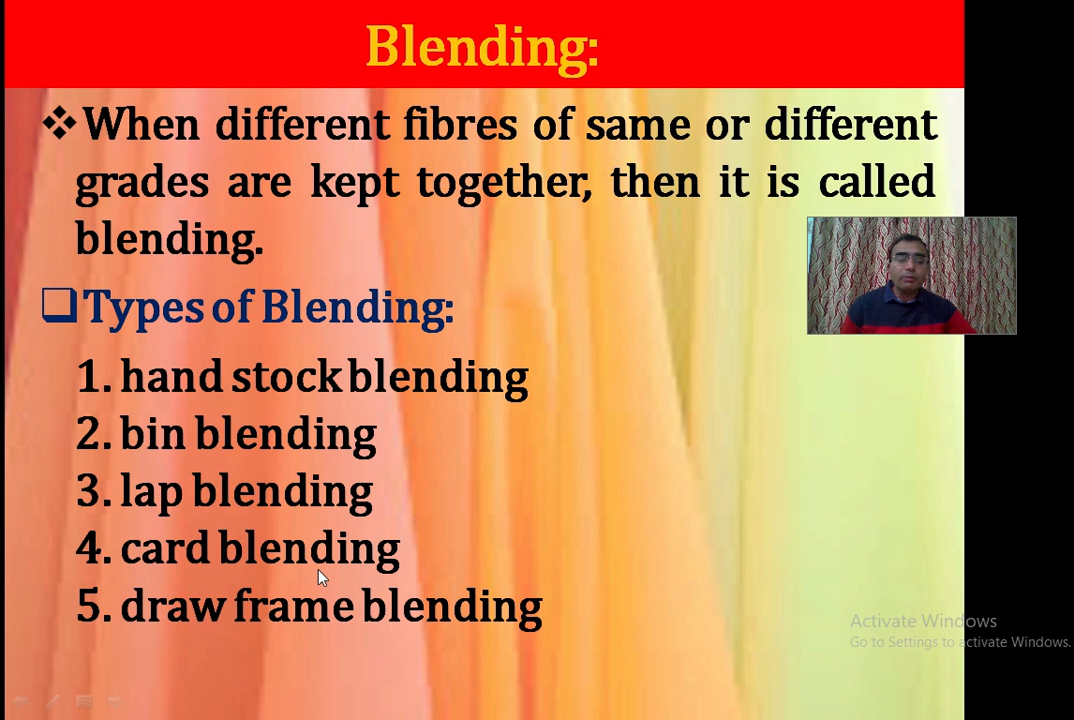 Blending:
❖When different fibres of same or different
grades are kept together, then it is called
blending.
❑Types of Blending:
1. hand stock blending
2. bin blending
3. lap blending
4. card blending
5. draw frame blending
Activate Windows
Go to Settings to activate Windows.